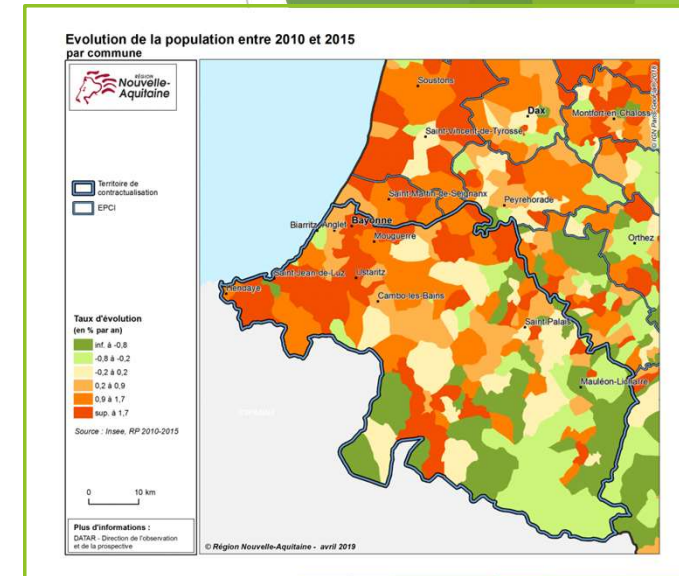 Evolution de la population entre 2010 et 2015
par commune
RÉGION
Nouvelle-
Aquitaine
Territoire de
contractualisation
EPCI
Taux d'évolution
(en % par an)
inf. à -0,8
-0,8 à -0,2
-0,2 à 0,2
0,2 à 0,9
0,9 à 1,7
sup. à 1,7
Source : Insee, RP 2010-2015
0 10 km
Plus d'informations :
DATAR - Direction de l'observation
et de la prospective
Soustons
Dax
Montfort-en-Chaloss
Saint-Vincent-de-Tyrosse
Saint-Martin-de-Seignanx
Peyrehorade
Biarritz
Anglet
Bayonne
Mouguerre
Orthez
Saint-Jean-de-Luz
Ustaritz
Hendaye
Cambo-les-Bains
Saint-Palais
Mauléon-Licharre
© Région Nouvelle-Aquitaine - avril 2019